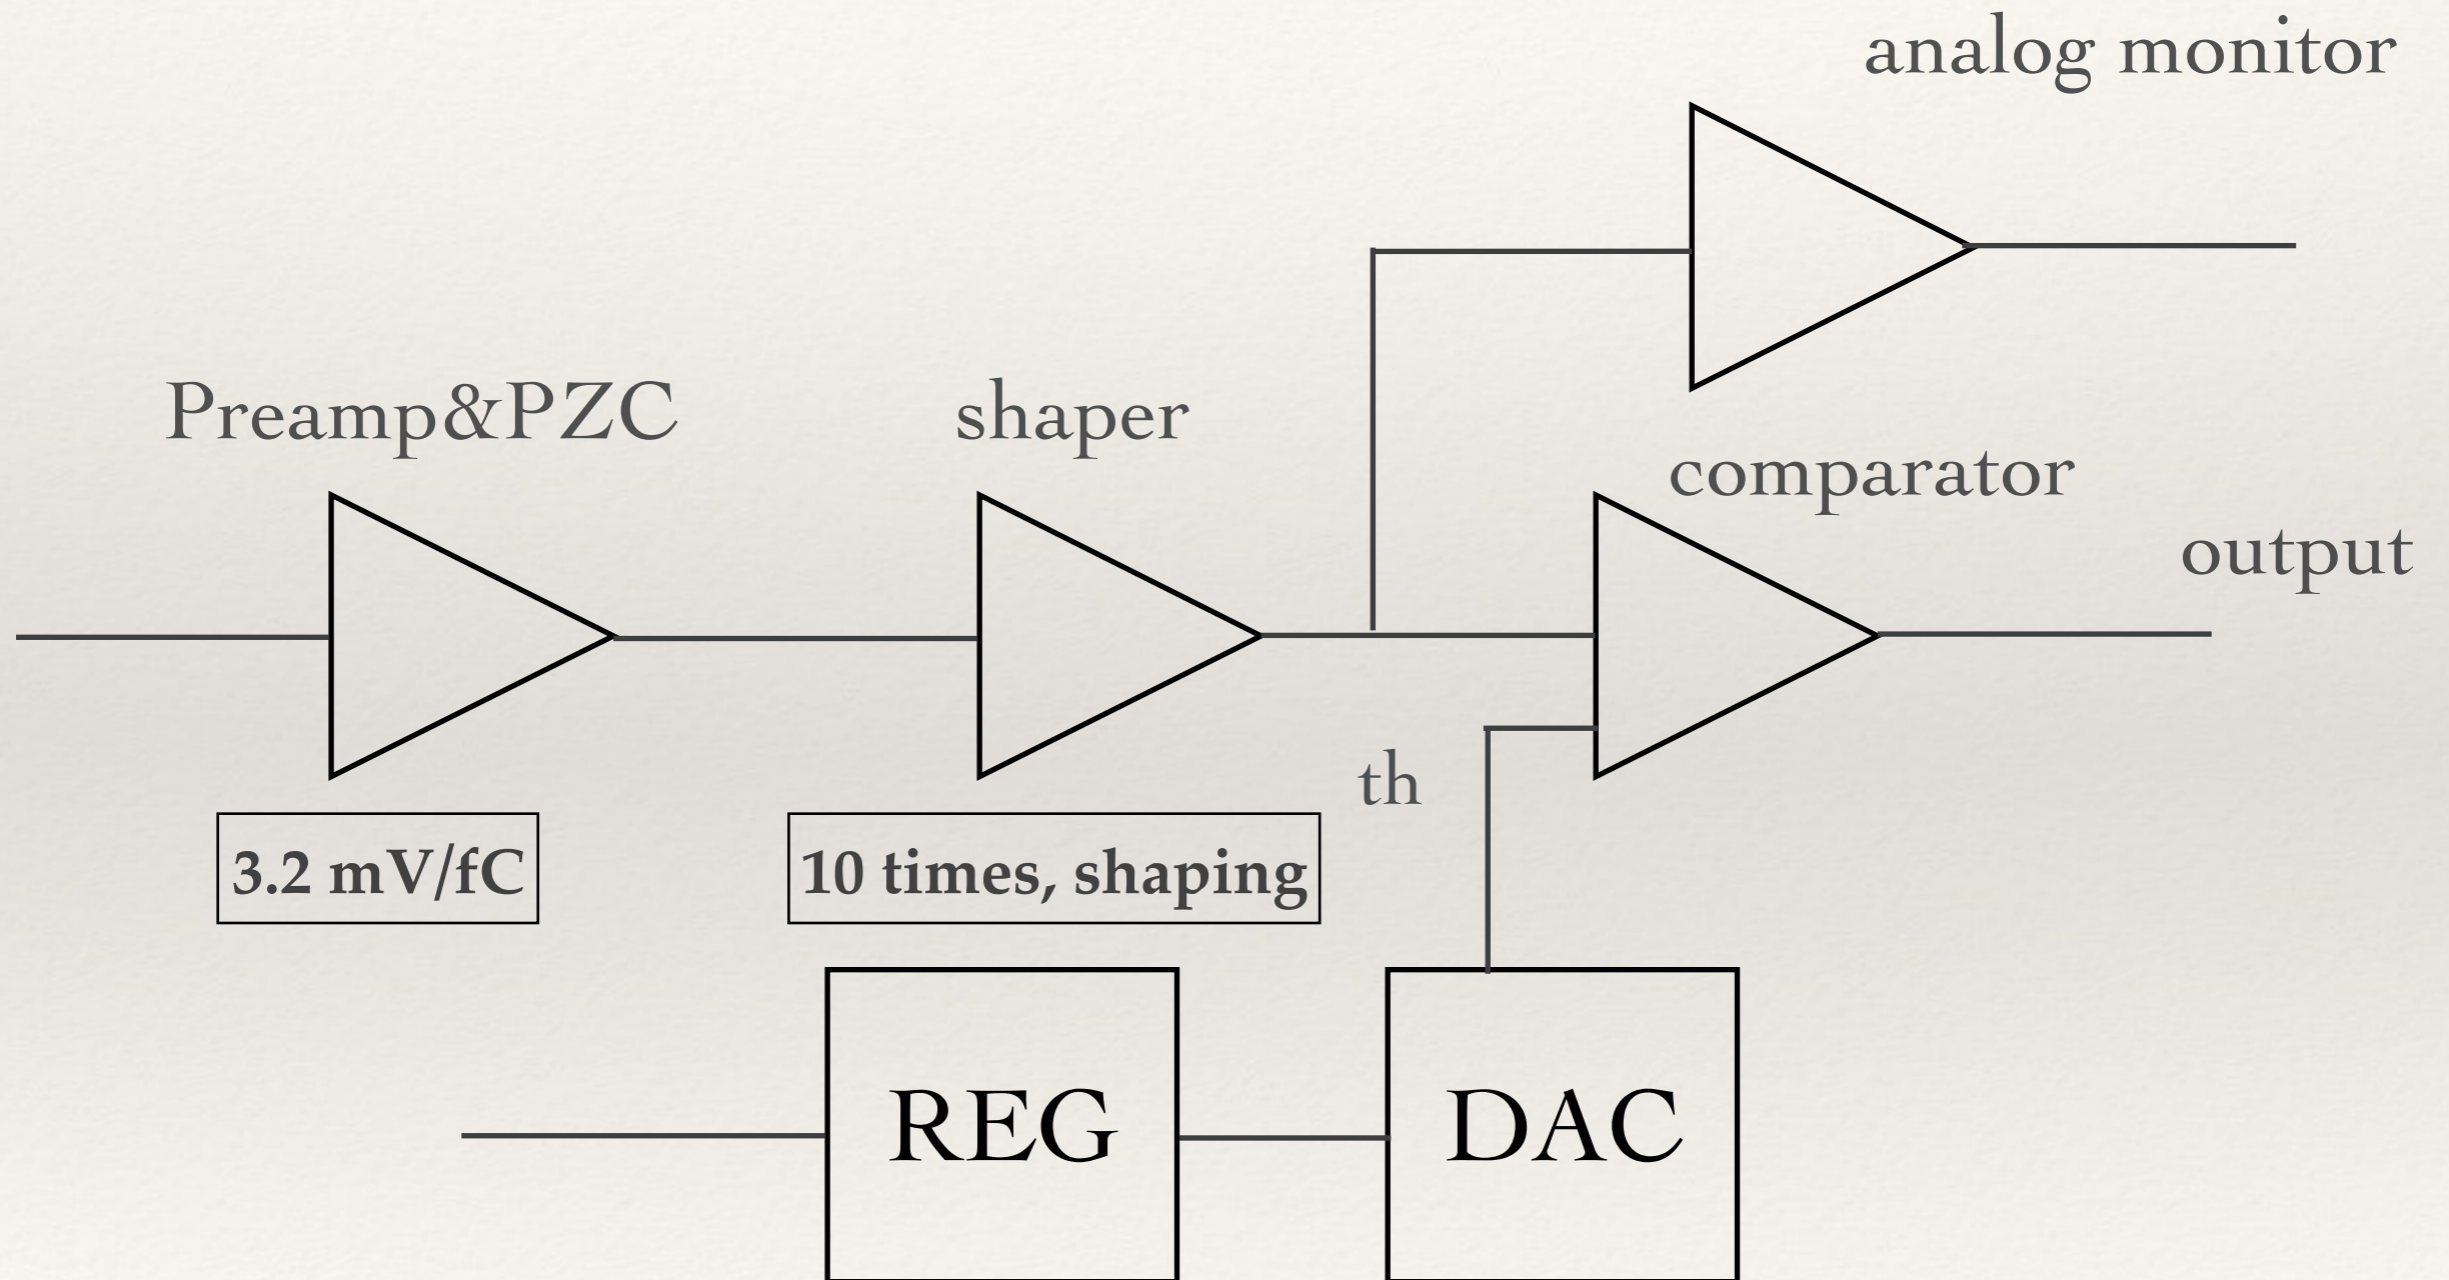 analog monitor
Preamp&PZC
shaper
comparator
output
th
3.2 mV/fC
10 times, shaping
REG
DAC